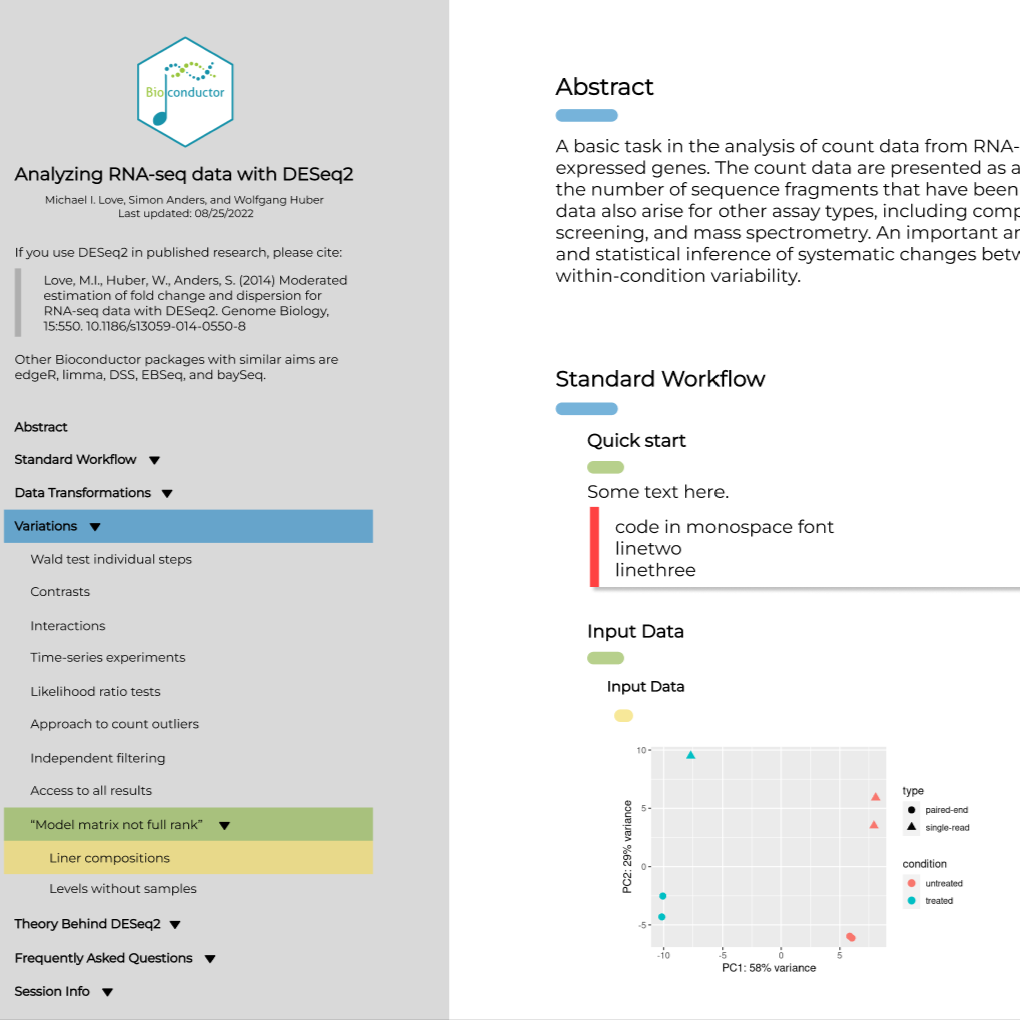 Bioconductor
Analyzing RNA-seq data with DESeq2
Michael I. Love, Simon Anders, and Wolfgang Huber
Last updated: 08/25/2022
If you use DESeq2 in published research, please cite:
Love, M.I., Huber, W., Anders, S. (2014) Moderated
estimation of fold change and dispersion for
RNA-seq data with DESeq2. Genome Biology,
15:550. 10.1186/s13059-014-0550-8
Other Bioconductor packages with similar aims are
edgeR, limma, DSS, EBSeq, and baySeq.
Abstract
Standard Workflow
Data Transformations
Variations
Wald test individual steps
Contrasts
Interactions
Time-series experiments
Likelihood ratio tests
Approach to count outliers
Independent filtering
Access to all results
“Model matrix not full rank”
Liner compositions
Levels without samples
Theory Behind DESeq2
Frequently Asked Questions
Session Info
Abstract
A basic task in the analysis of count data from RNA-
expressed genes. The count data are presented as a
the number of sequence fragments that have been
data also arise for other assay types, including comp
screening, and mass spectrometry. An important an
and statistical inference of systematic changes betw
within-condition variability.
Standard Workflow
Quick start
Some text here.
code in monospace font
linetwo
linethree
Input Data
Input Data
10
5
0
-5
PC2: 29% variance
-10
-5
0
5
PC1: 58% variance
type
paired-end
single-read
condition
untreated
treated